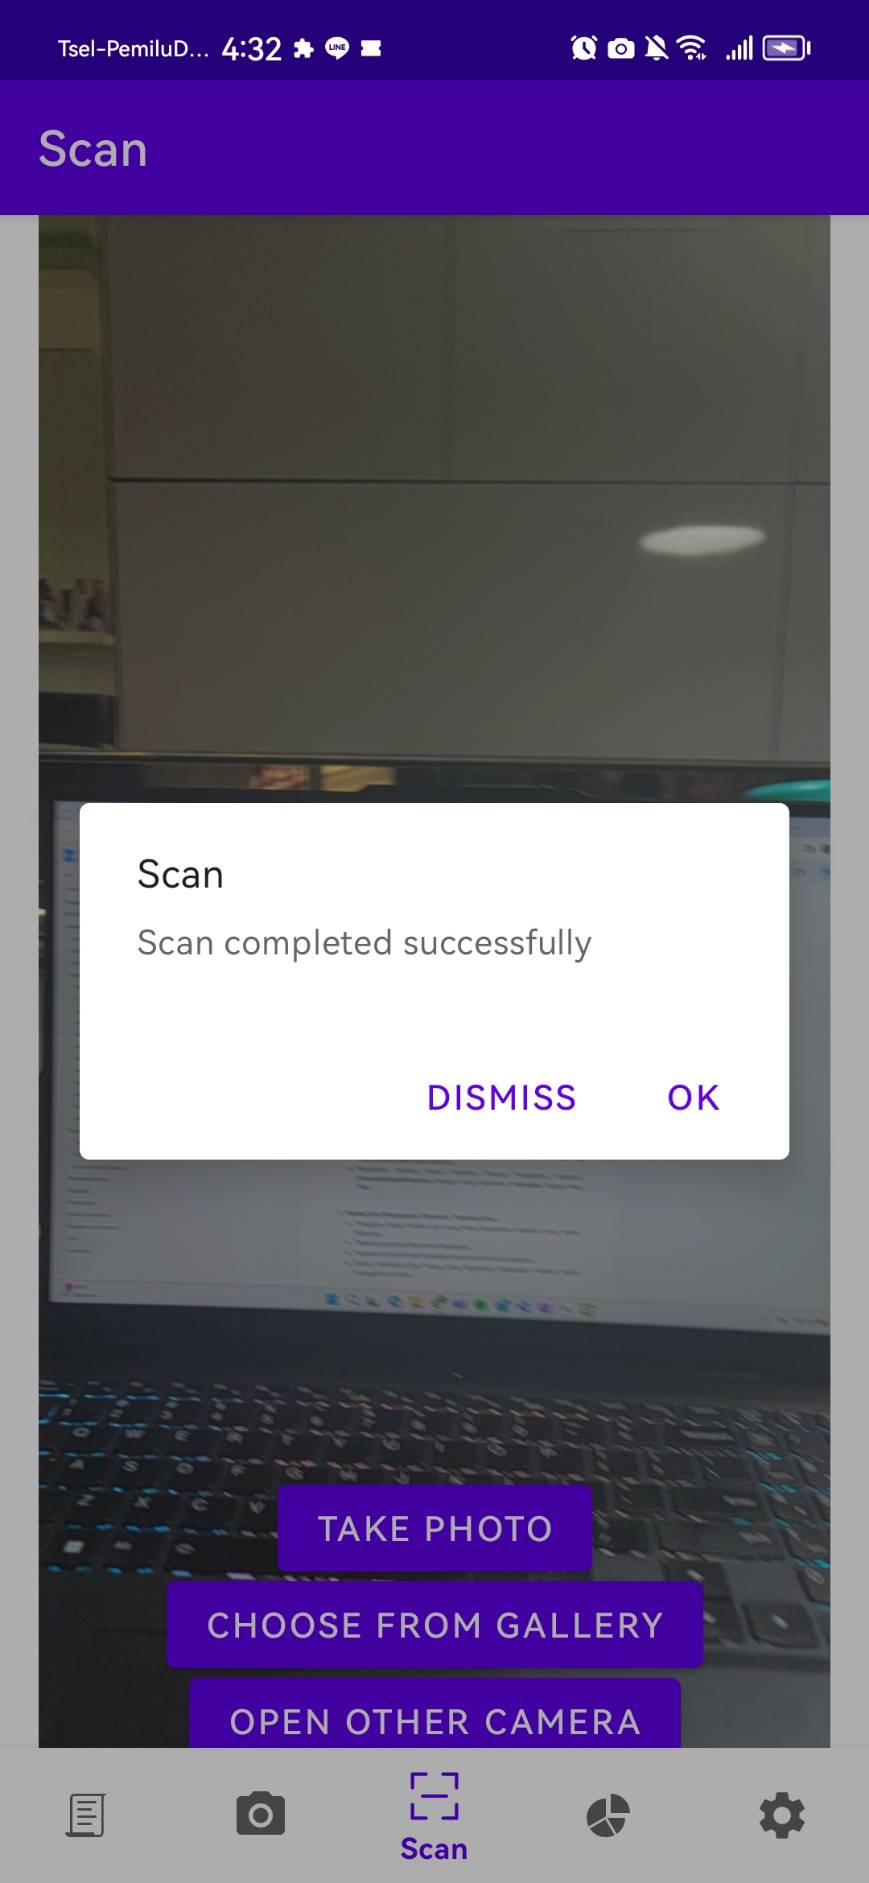 Tsel-PemiluD... 4:32
Scan
Scan
Scan completed successfully
DISMISS OK
TAKE PHOTO
CHOOSE FROM GALLERY
OPEN OTHER CAMERA
Scan